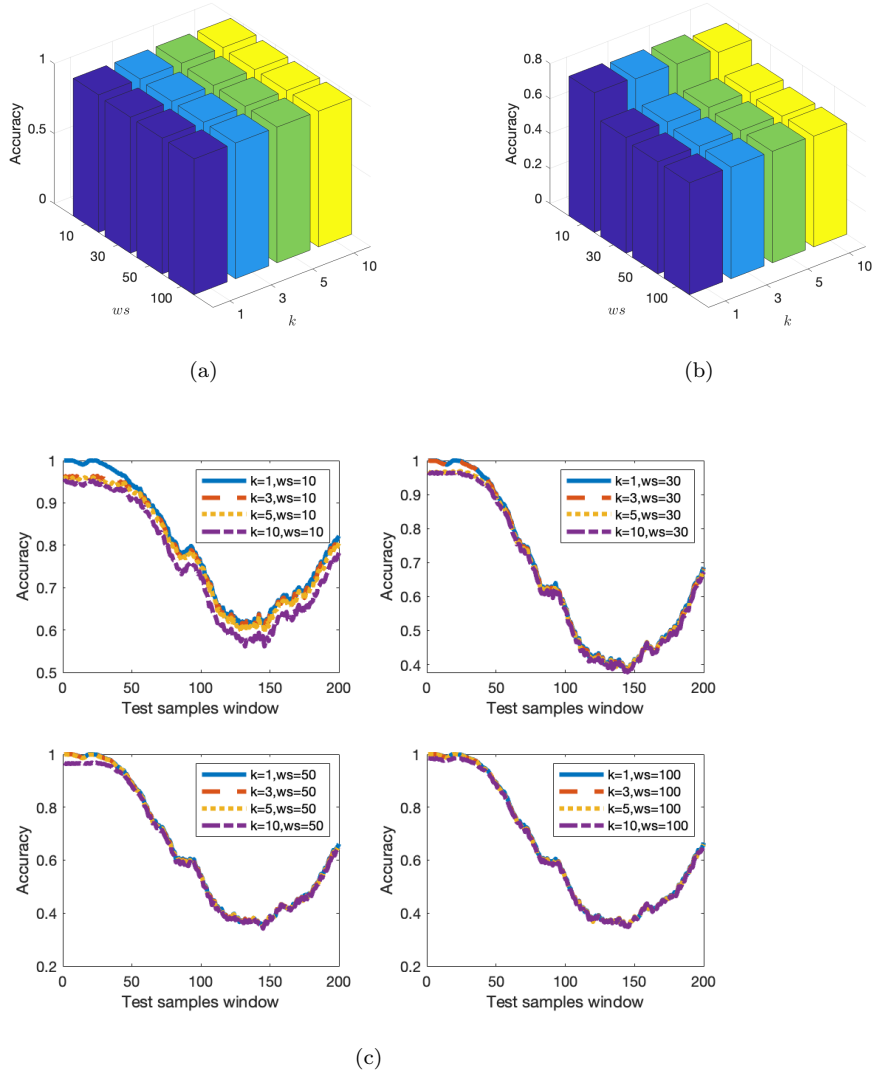 1
0.5
0
Accuracy
10
30
50
100
ws
1
3
5
10
k
(a)
0.8
0.6
0.4
0.2
0
Accuracy
10
30
50
100
ws
1
3
5
10
k
(b)
1
0.9
0.8
0.7
0.6
0.5
Accuracy
0
50
100
150
200
Test samples window
k=1,ws=10
k=3,ws=10
k=5,ws=10
k=10,ws=10
1
0.9
0.8
0.7
0.6
0.5
0.4
Accuracy
0
50
100
150
200
Test samples window
k=1,ws=30
k=3,ws=30
k=5,ws=30
k=10,ws=30
1
0.8
0.6
0.4
0.2
Accuracy
0
50
100
150
200
Test samples window
k=1,ws=50
k=3,ws=50
k=5,ws=50
k=10,ws=50
1
0.8
0.6
0.4
0.2
Accuracy
0
50
100
150
200
Test samples window
k=1,ws=100
k=3,ws=100
k=5,ws=100
k=10,ws=100
(c)